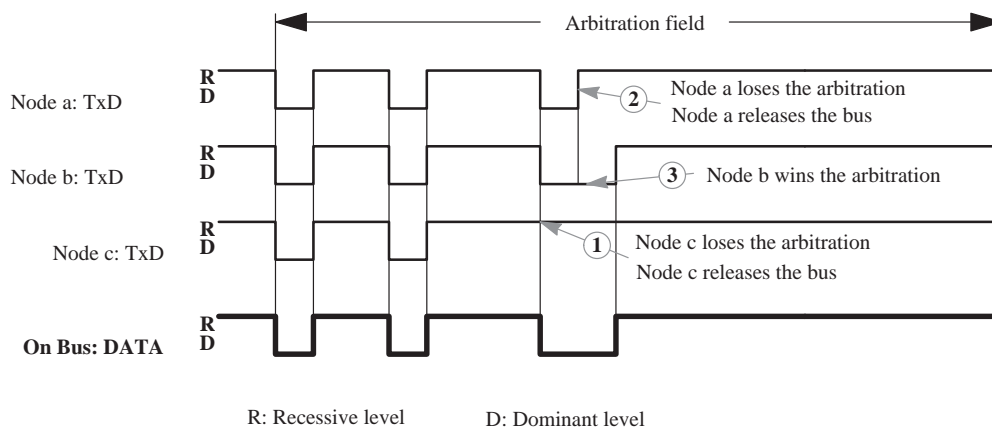 Arbitration field
R
D
Node a: TxD
2
Node a loses the arbitration
Node a releases the bus
R
D
Node b: TxD
3
Node b wins the arbitration
R
D
Node c: TxD
1
Node c loses the arbitration
Node c releases the bus
R
D
On Bus: DATA
R: Recessive level D: Dominant level